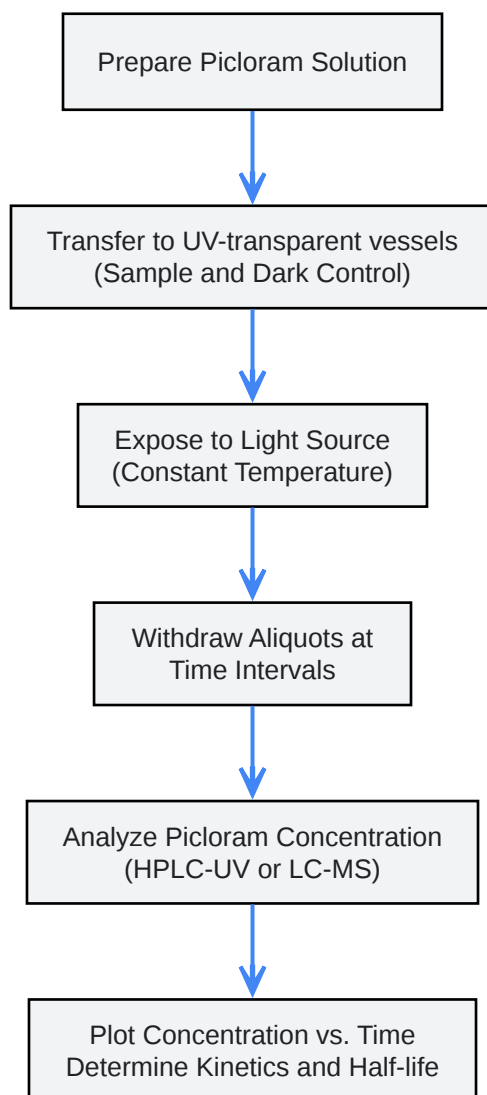 Prepare Picloram Solution
Transfer to UV-transparent vessels
(Sample and Dark Control)
Expose to Light Source
(Constant Temperature)
Withdraw Aliquots at
Time Intervals
Analyze Picloram Concentration
(HPLC-UV or LC-MS)
Plot Concentration vs. Time
Determine Kinetics and Half-life